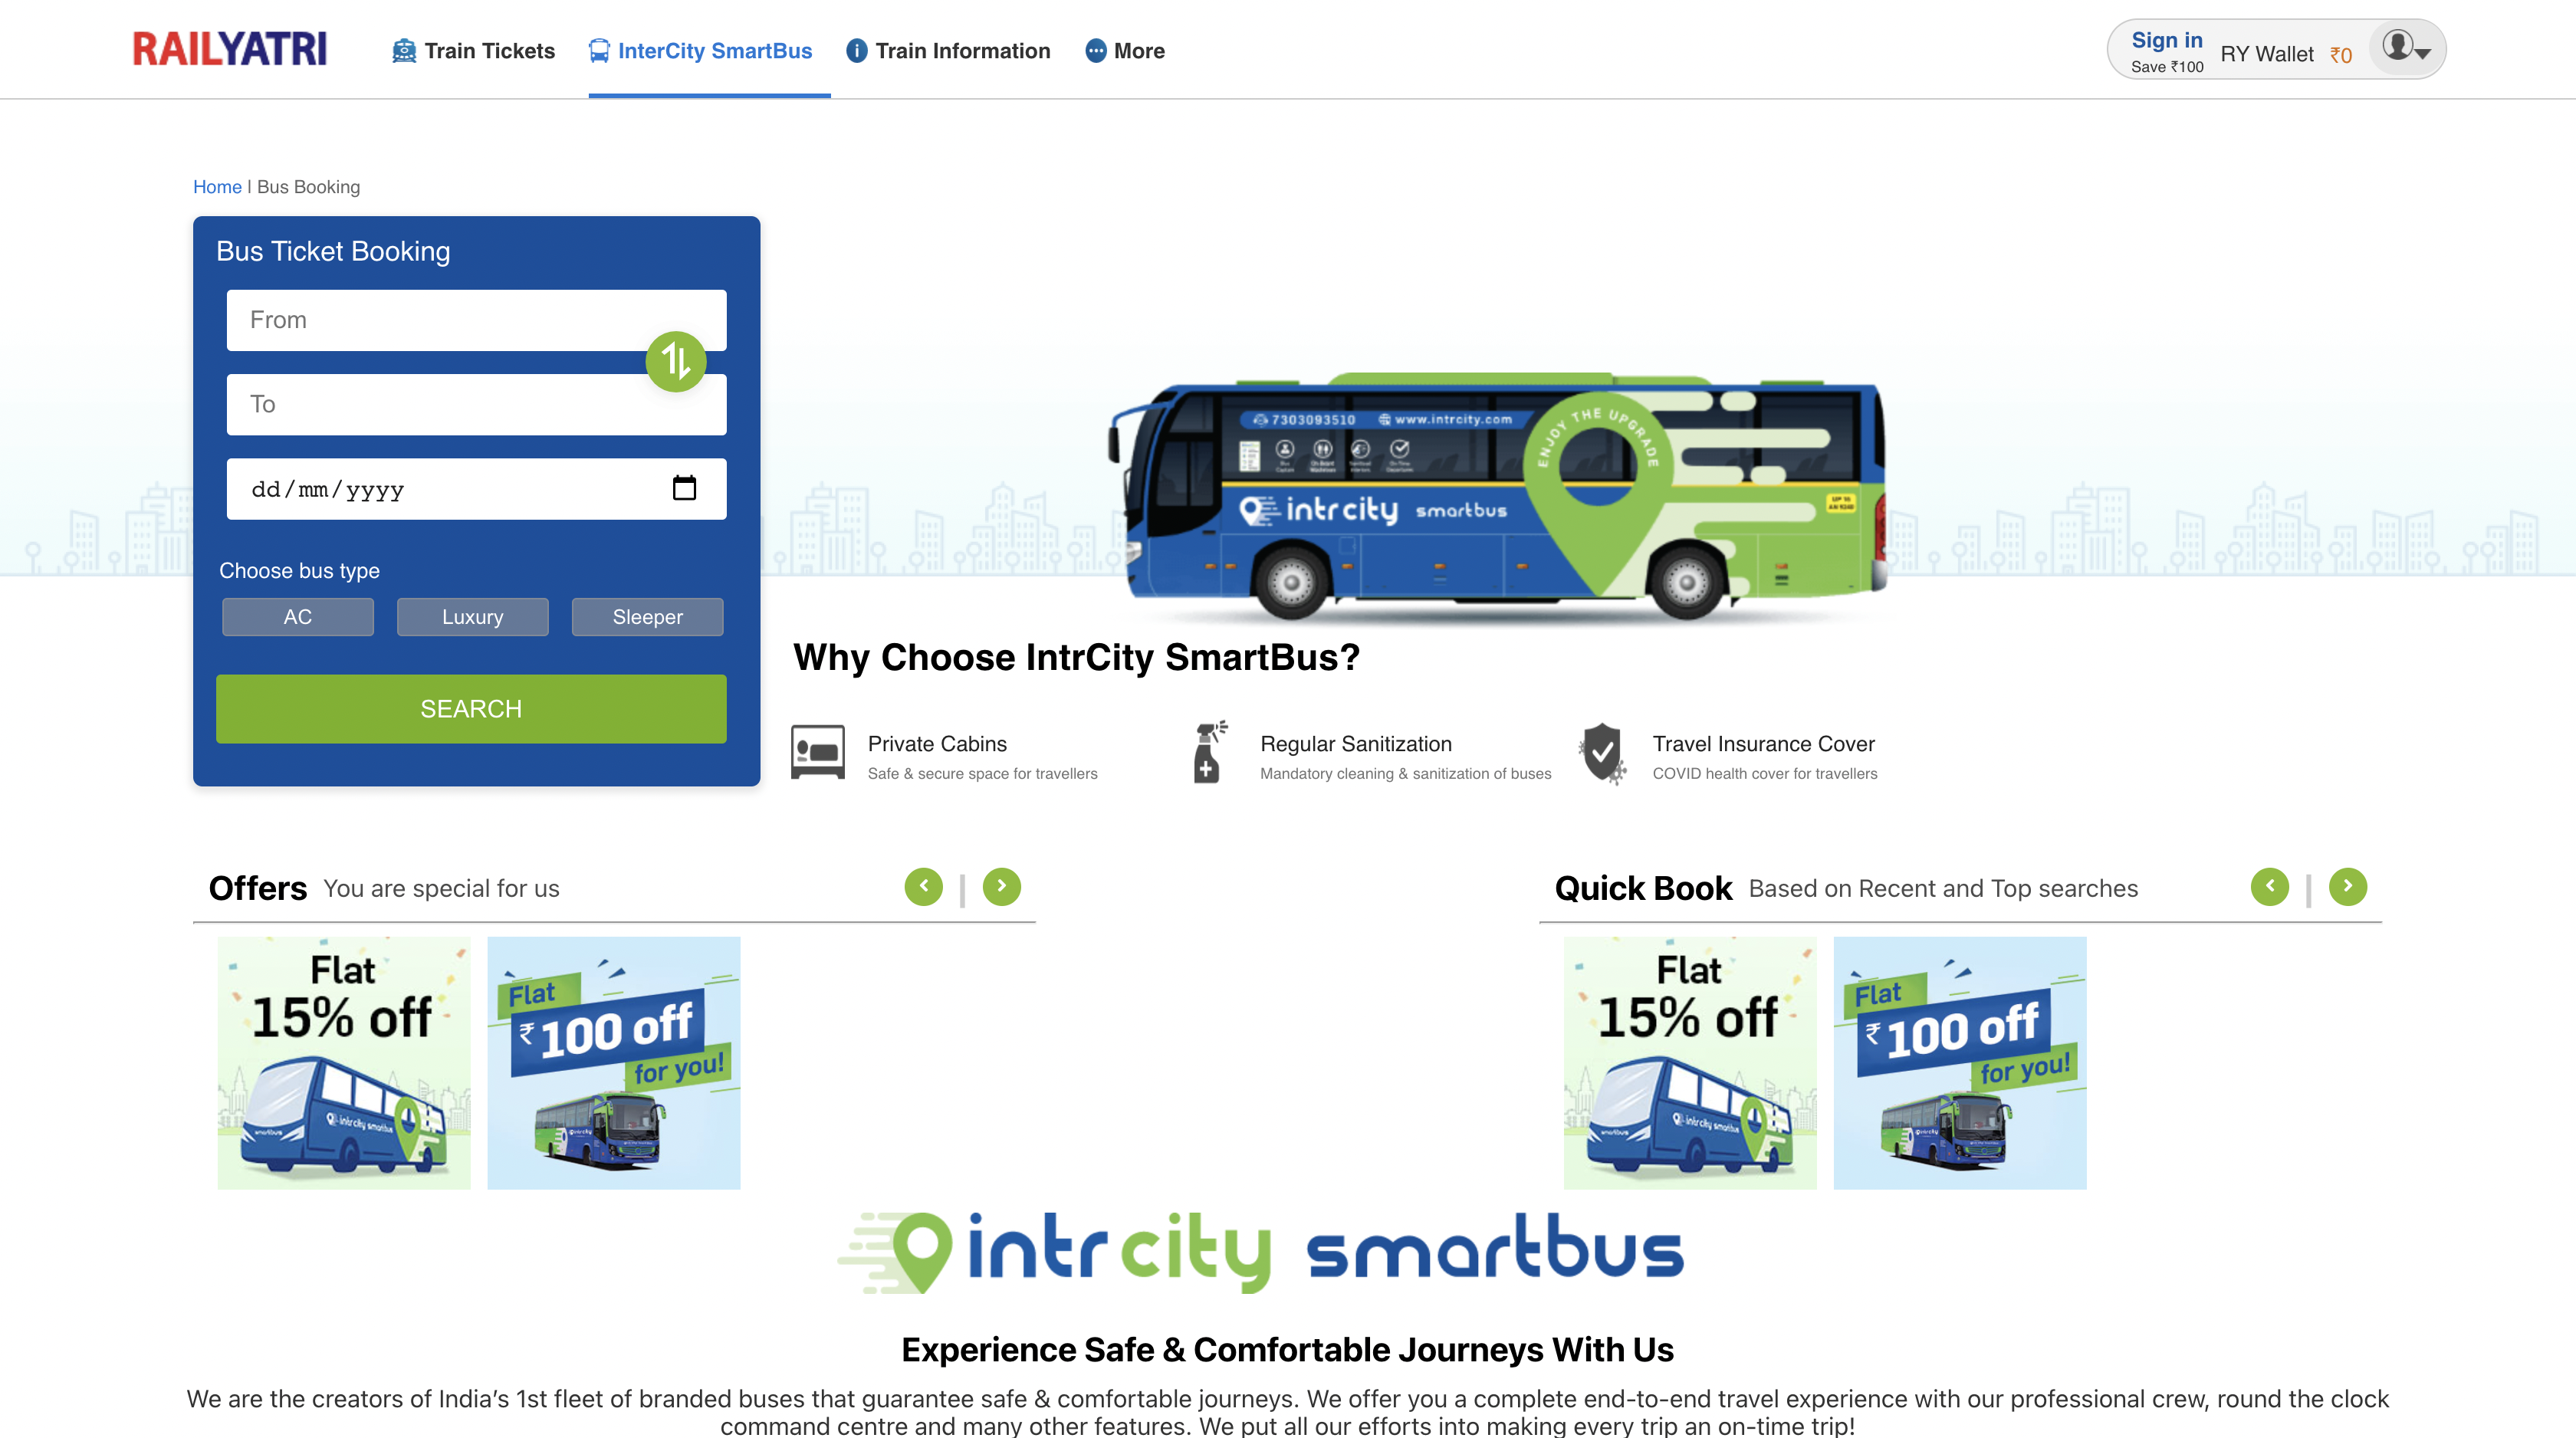 RAILYATRI
Train Tickets
InterCity SmartBus
Train Information
More
Sign in
Save ₹100
RY Wallet ₹0
Home | Bus Booking
Bus Ticket Booking
From
To
dd/mm/yyyy
Choose bus type
AC
Luxury
Sleeper
SEARCH
7303093510 www.intrcity.com
ENJOY THE UPGRADE
intrcity smartbus
Why Choose IntrCity SmartBus?
Private Cabins
Safe & secure space for travellers
Regular Sanitization
Mandatory cleaning & sanitization of buses
Travel Insurance Cover
COVID health cover for travellers
Offers You are special for us
Flat
15% off
intrcity smartbus
smartbus
Flat
₹100 off
for you!
intrcity
Quick Book Based on Recent and Top searches
Flat
15% off
intrcity smartbus
smartbus
Flat
₹100 off
for you!
intrcity
intrcity smartbus
Experience Safe & Comfortable Journeys With Us
We are the creators of India’s 1st fleet of branded buses that guarantee safe & comfortable journeys. We offer you a complete end-to-end travel experience with our professional crew, round the clock
command centre and many other features. We put all our efforts into making every trip an on-time trip!